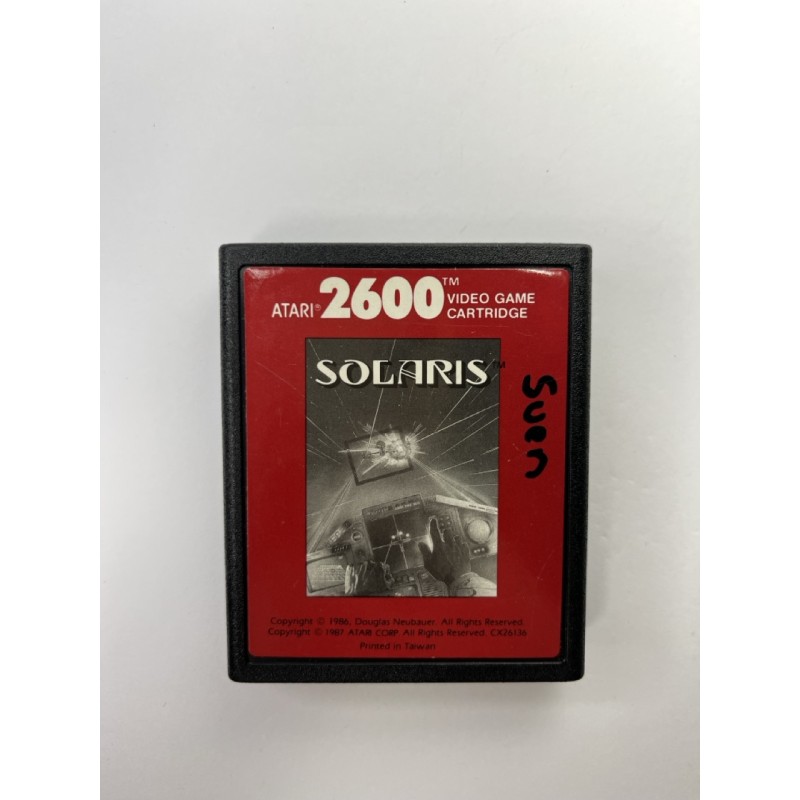 ATARI® 2600™ VIDEO GAME
CARTRIDGE
SOLARIS™
Sven
Copyright © 1986, Douglas Neubauer. All Rights Reserved.
Copyright © 1987 ATARI CORP. All Rights Reserved. CX26136
Printed in Taiwan